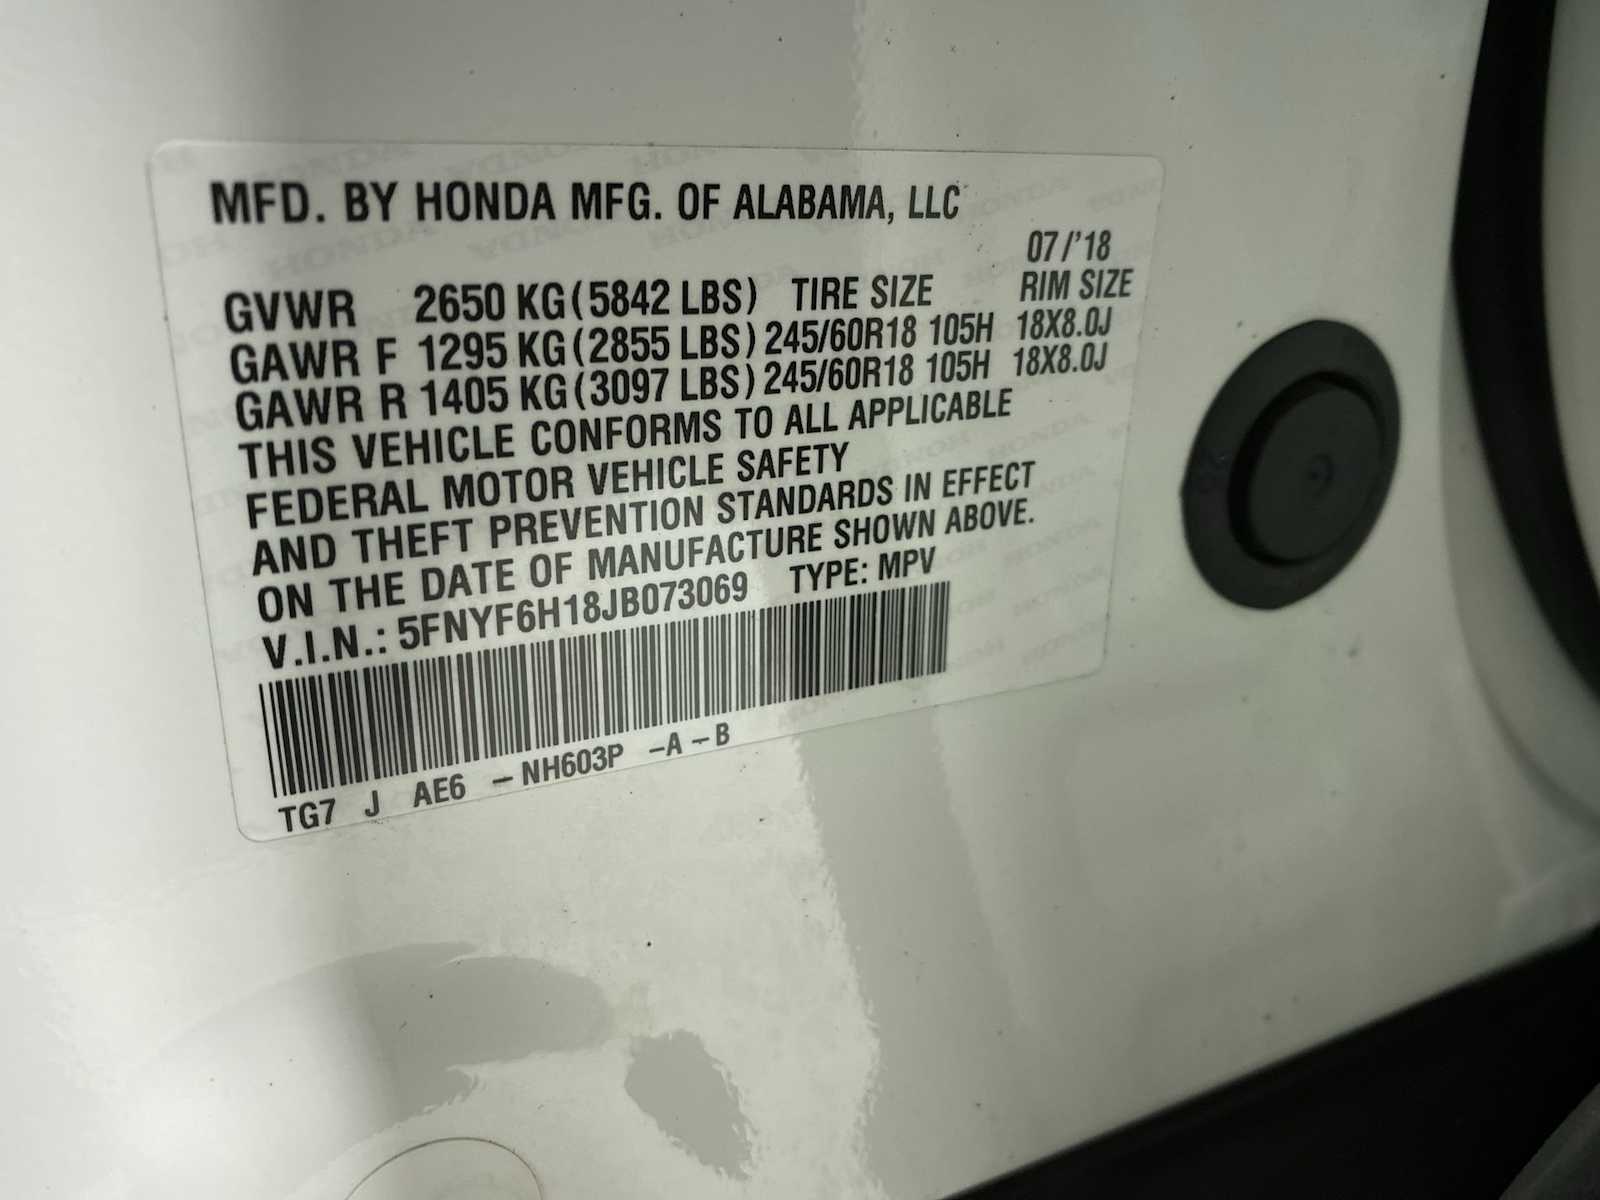 MFD. BY HONDA MFG. OF ALABAMA, LLC
07/'18
GVWR 2650 KG (5842 LBS) TIRE SIZE RIM SIZE
GAWR F 1295 KG (2855 LBS) 245/60R18 105H 18X8.0J
GAWR R 1405 KG (3097 LBS) 245/60R18 105H 18X8.0J
THIS VEHICLE CONFORMS TO ALL APPLICABLE
FEDERAL MOTOR VEHICLE SAFETY
AND THEFT PREVENTION STANDARDS IN EFFECT
ON THE DATE OF MANUFACTURE SHOWN ABOVE.
V.I.N.: 5FNYF6H18JB073069 TYPE: MPV
TG7 J AE6 – NH603P –A – B